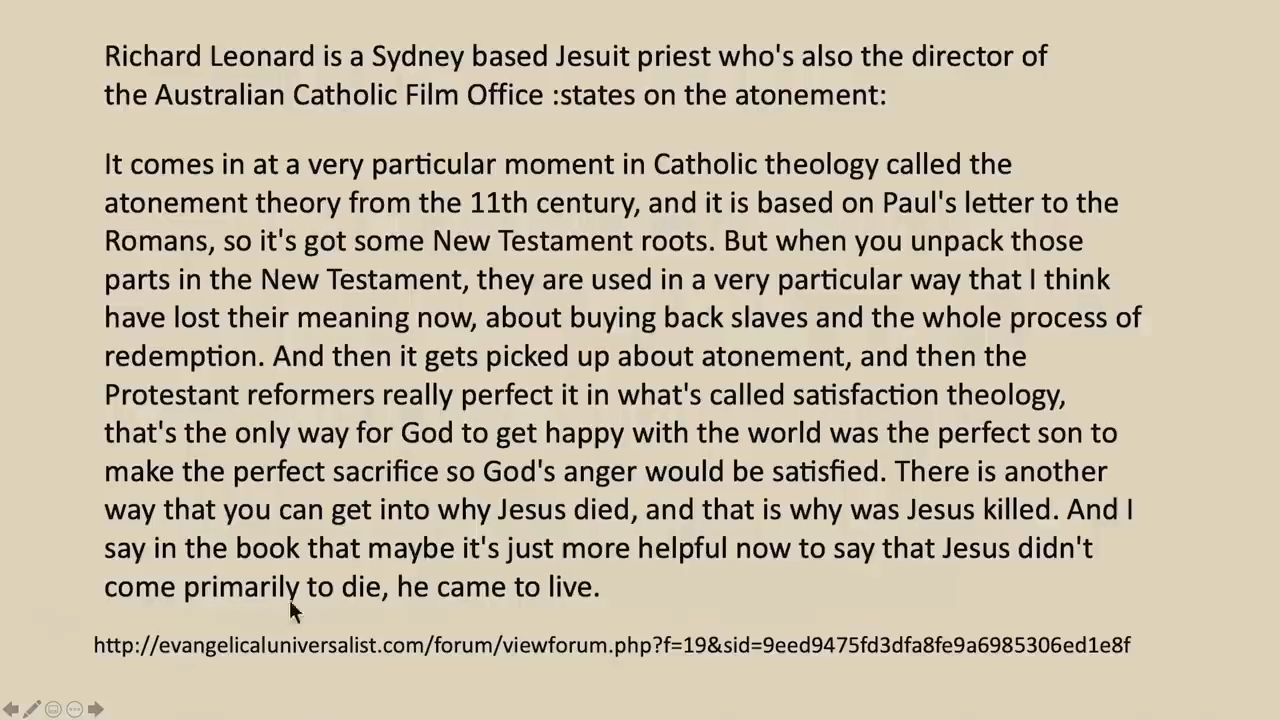 Richard Leonard is a Sydney based Jesuit priest who's also the director of
the Australian Catholic Film Office :states on the atonement:
It comes in at a very particular moment in Catholic theology called the
atonement theory from the 11th century, and it is based on Paul's letter to the
Romans, so it's got some New Testament roots. But when you unpack those
parts in the New Testament, they are used in a very particular way that I think
have lost their meaning now, about buying back slaves and the whole process of
redemption. And then it gets picked up about atonement, and then the
Protestant reformers really perfect it in what's called satisfaction theology,
that's the only way for God to get happy with the world was the perfect son to
make the perfect sacrifice so God's anger would be satisfied. There is another
way that you can get into why Jesus died, and that is why was Jesus killed. And I
say in the book that maybe it's just more helpful now to say that Jesus didn't
come primarily to die, he came to live.
http://evangelicaluniversalist.com/forum/viewforum.php?f=19&sid=9eed9475fd3dfa8fe9a6985306ed1e8f